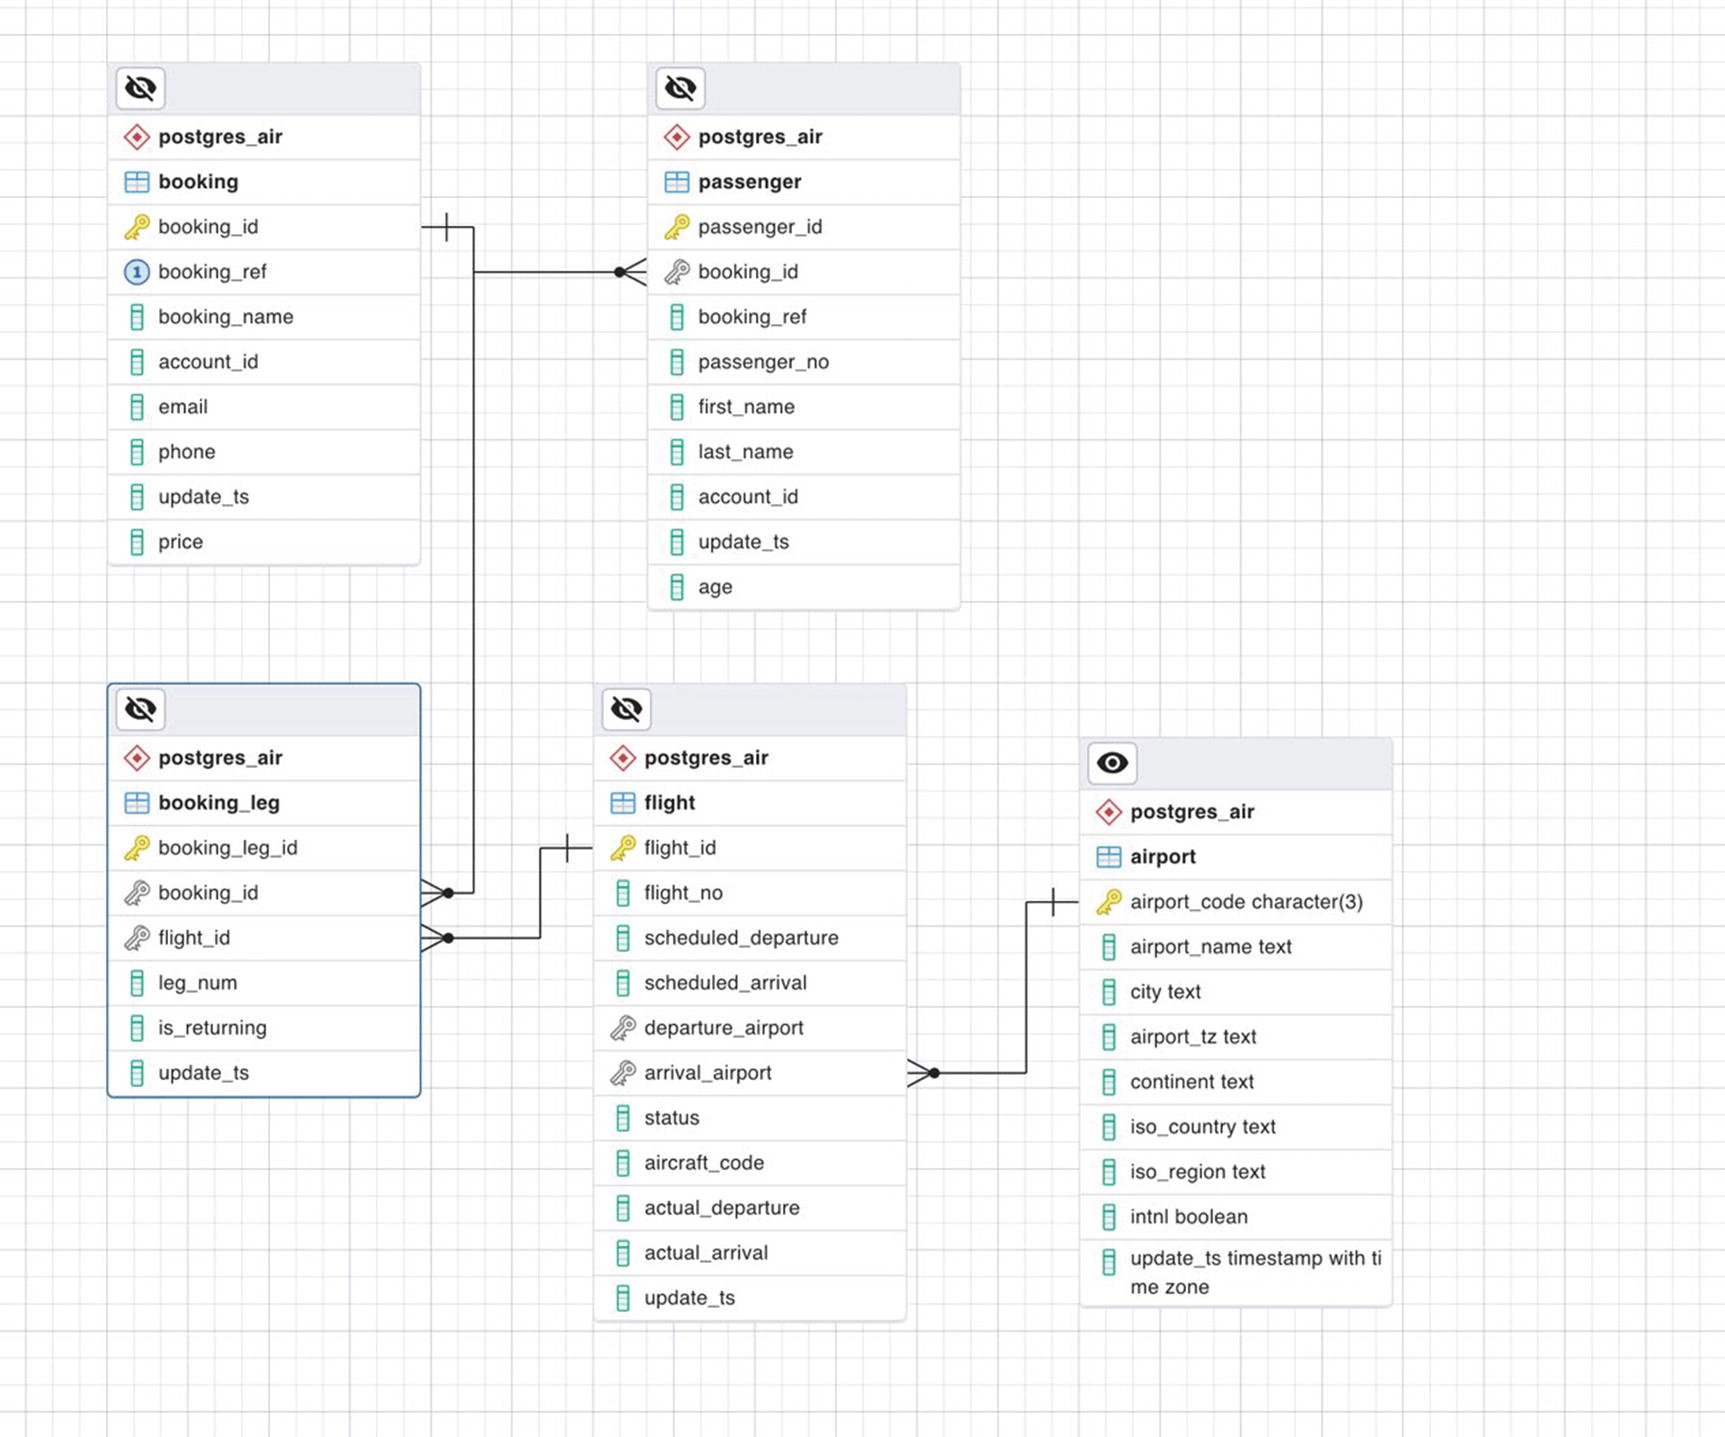 postgres_air
booking
booking_id
1 booking_ref
booking_name
account_id
email
phone
update_ts
price
postgres_air
passenger
passenger_id
booking_id
booking_ref
passenger_no
first_name
last_name
account_id
update_ts
age
postgres_air
booking_leg
booking_leg_id
booking_id
flight_id
leg_num
is_returning
update_ts
postgres_air
flight
flight_id
flight_no
scheduled_departure
scheduled_arrival
departure_airport
arrival_airport
status
aircraft_code
actual_departure
actual_arrival
update_ts
postgres_air
airport
airport_code character(3)
airport_name text
city text
airport_tz text
continent text
iso_country text
iso_region text
intnl boolean
update_ts timestamp with ti
me zone